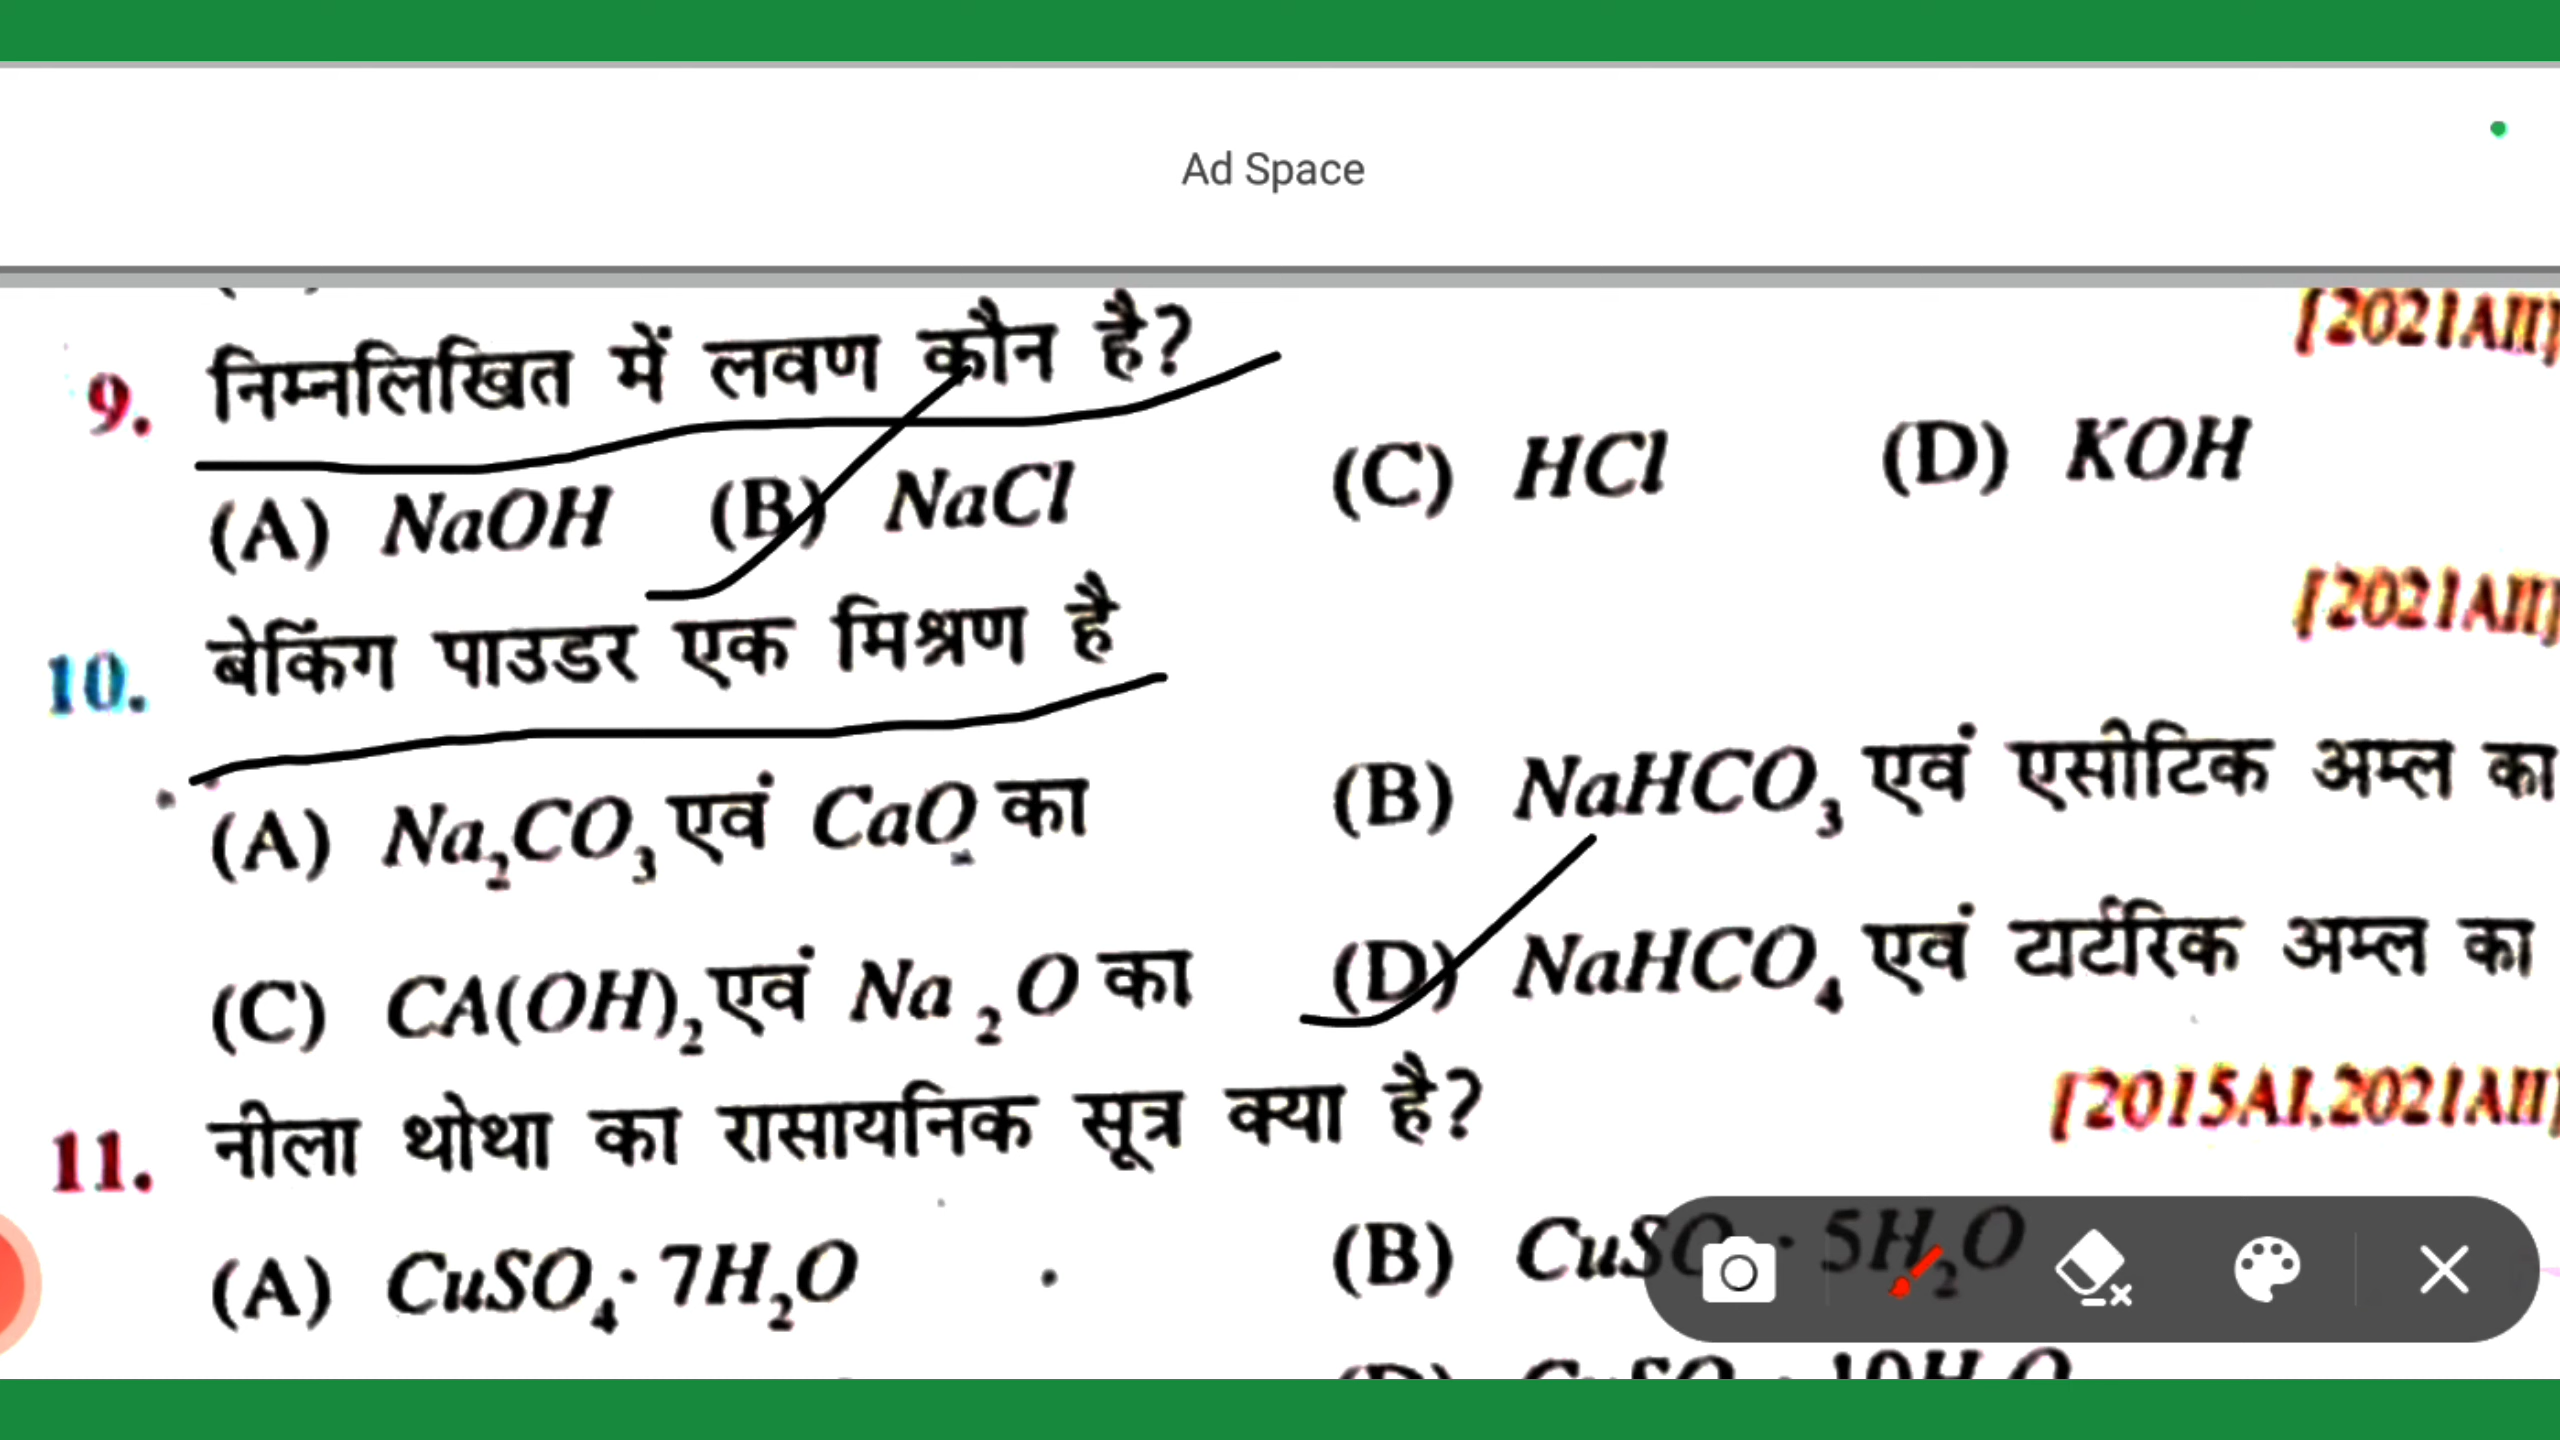 Ad Space
[2021AII]
9. निम्नलिखित में लवण कौन है?
(A) NaOH (B) NaCl (C) HCl (D) KOH
[2021AII]
10. बेकिंग पाउडर एक मिश्रण है
(A) Na₂CO₃ एवं CaO का (B) NaHCO₃ एवं एसीटिक अम्ल का
(C) CA(OH)₂ एवं Na₂O का (D) NaHCO₄ एवं टार्टरिक अम्ल का
[2015AI,2021AII]
11. नीला थोथा का रासायनिक सूत्र क्या है?
(A) CuSO₄· 7H₂O (B) CuSO · 5H₂O